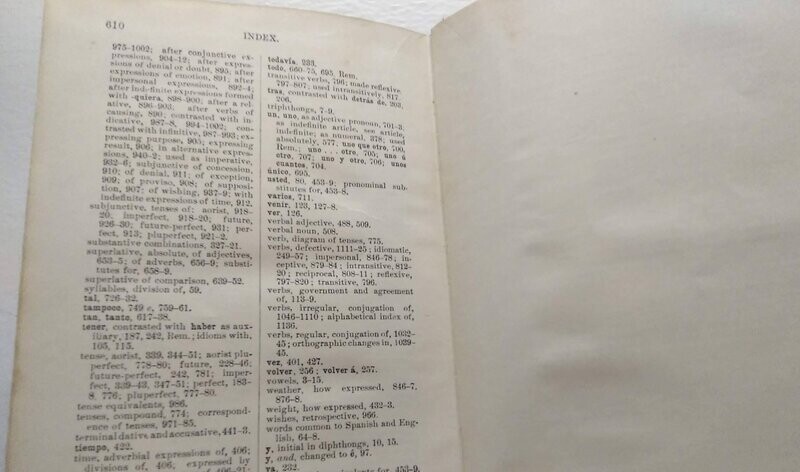 610
INDEX.
975-1002; after conjunctive ex-
pressions, 904-12; after expres-
sions of denial or doubt, 895; after
expressions of emotion, 891; after
impersonal expressions, 892-4;
after indefinite expressions formed
with -quiera, 898-900; after a rel-
ative, 896-903; after verbs of
causing, 890; contrasted with in-
dicative, 987-8, 994-1002; con-
trasted with infinitive, 987-993; ex-
pressing purpose, 905; expressing
result, 906; in alternative expres-
sions, 940-2; used as imperative,
932-6; subjunctive of concession,
910; of denial, 911; of exception,
909; of proviso, 908; of supposi-
tion, 907; of wishing, 937-9; with
indefinite expressions of time, 912.
subjunctive, tenses of: aorist, 918-
20; imperfect, 918-20; future,
926-30; future-perfect, 931; per-
fect, 913; pluperfect, 921-2.
substantive combinations, 327-21.
superlative, absolute, of adjectives,
653-5; of adverbs, 656-9; substi-
tutes for, 658-9.
superlative of comparison, 639-52.
syllables, division of, 59.
tal, 726-32.
tampoco, 749 c, 759-61.
tan, tanto, 617-38.
tener, contrasted with haber as aux-
iliary, 187, 242, Rem.; idioms with,
105, 115.
tense, aorist, 339, 344-51; aorist plu-
perfect, 778-80; future, 228-46;
future-perfect, 242, 781; imper-
fect, 339-43, 347-51; perfect, 183-
8, 776; pluperfect, 777-80.
tense equivalents, 986.
tenses, compound, 774; correspond-
ence of tenses, 971-85.
terminal dative and accusative, 441-3.
tiempo, 422.
time, adverbial expressions of, 406;
divisions of, 406; expressed by
todavía, 233.
todo, 660-75, 695, Rem.
transitive verbs, 796; made reflexive,
797-807; used intransitively, 817.
tras, contrasted with detrás de, 203,
206.
triphthongs, 7-9.
un, uno, as adjective pronoun, 701-3;
as indefinite article, see article,
indefinite; as numeral, 378; used
absolutely, 577; uno que otro, 700,
Rem.; uno . . . otro, 705; uno ú
otro, 707; uno y otro, 706; unos
cuantos, 704.
único, 695.
usted, 80, 453-9; pronominal sub-
stitutes for, 453-8.
varios, 711.
venir, 123, 127-8.
ver, 126.
verbal adjective, 488, 509.
verbal noun, 508.
verb, diagram of tenses, 775.
verbs, defective, 1111-25; idiomatic,
249-57; impersonal, 846-78; in-
ceptive, 879-84; intransitive, 812-
20; reciprocal, 808-11; reflexive,
797-820; transitive, 796.
verbs, government and agreement
of, 113-9.
verbs, irregular, conjugation of,
1046-1110; alphabetical index of,
1136.
verbs, regular, conjugation of, 1032-
45; orthographic changes in, 1039-
45.
vez, 401, 427.
volver, 256; volver á, 257.
vowels, 3-15.
weather, how expressed, 846-7,
876-8.
weight, how expressed, 432-3.
wishes, retrospective, 966.
words common to Spanish and Eng-
lish, 64-8.
y, initial in diphthongs, 10, 15.
y, and, changed to é, 97.
ya, 232.
for, 453-9.